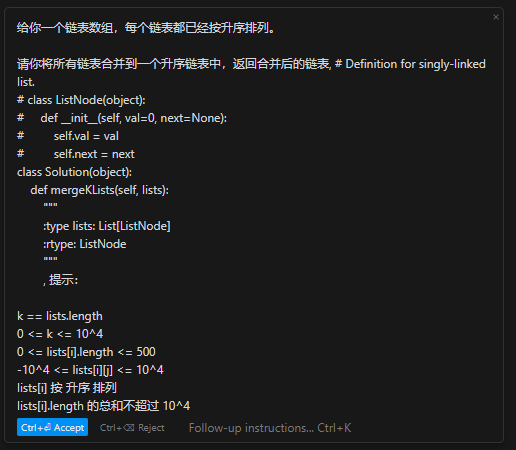 给你一个链表数组，每个链表都已经按升序排列。
请你将所有链表合并到一个升序链表中，返回合并后的链表, # Definition for singly-linked
list.
# class ListNode(object):
#     def __init__(self, val=0, next=None):
#         self.val = val
#         self.next = next
class Solution(object):
    def mergeKLists(self, lists):
        """
        :type lists: List[ListNode]
        :rtype: ListNode
        """
        , 提示：
k == lists.length
0 <= k <= 10^4
0 <= lists[i].length <= 500
-10^4 <= lists[i][j] <= 10^4
lists[i] 按 升序 排列
lists[i].length 的总和不超过 10^4
Ctrl+⏎ Accept Ctrl+⌫ Reject Follow-up instructions... Ctrl+K